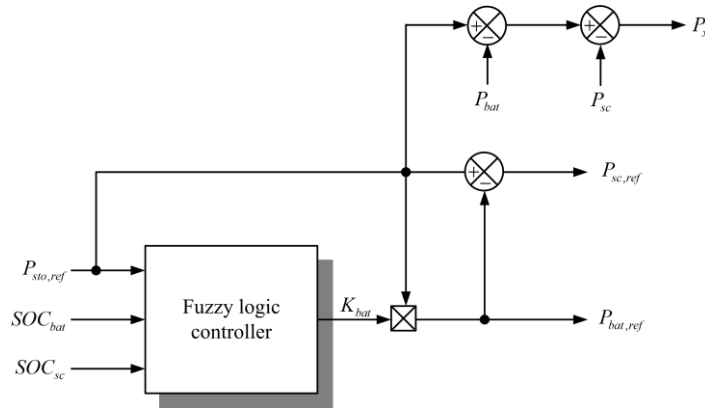 P_bat
P_sc
P_sc,ref
P_sto,ref
SOC_bat
SOC_sc
Fuzzy logic
controller
K_bat
P_bat,ref